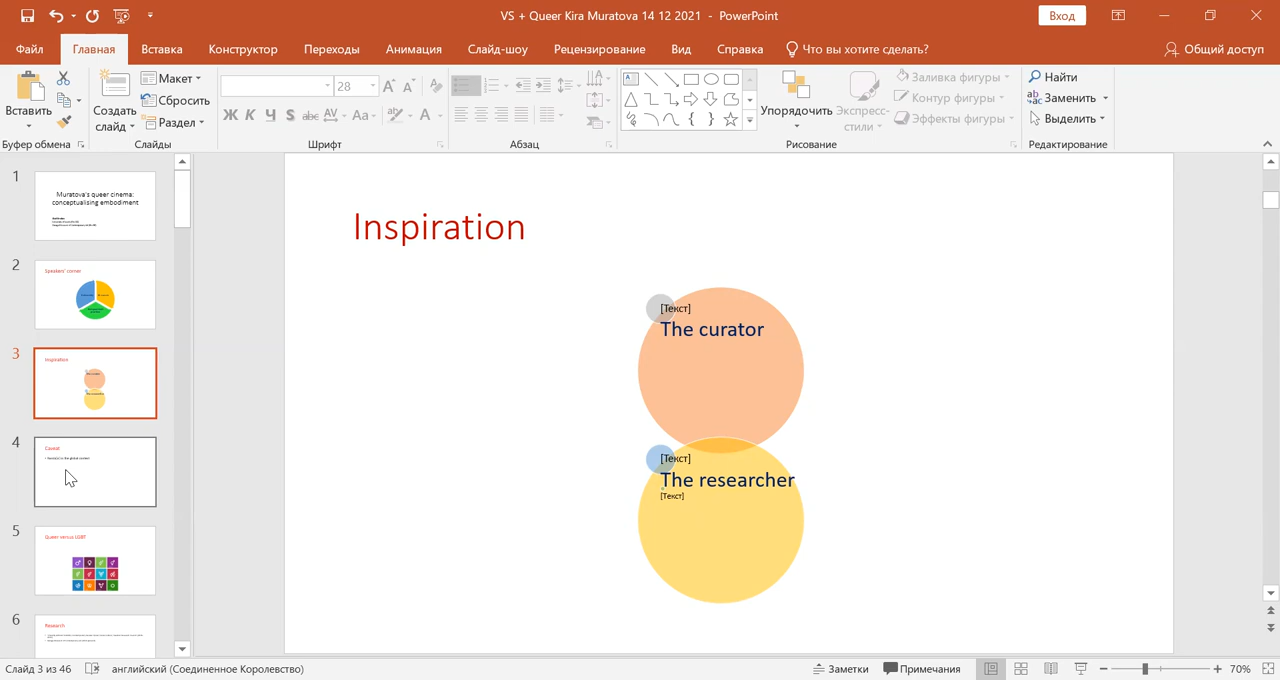 VS + Queer Kira Muratova 14 12 2021 - PowerPoint
Вход
Файл Главная Вставка Конструктор Переходы Анимация Слайд-шоу Рецензирование Вид Справка Что вы хотите сделать? Общий доступ
Вставить
Создать слайд
Макет
Сбросить
Раздел
28
Ж К Ч S abc AV Aa A
Упорядочить
Экспресс-стили
Заливка фигуры
Контур фигуры
Эффекты фигуры
Найти
Заменить
Выделить
Буфер обмена Слайды Шрифт Абзац Рисование Редактирование
1
Muratova's queer cinema:
conceptualising embodiment
2
Speakers' corner
3
Inspiration
4
Caveat
5
Queer versus LGBT
6
Research
Inspiration
[Текст]
The curator
[Текст]
The researcher
[Текст]
Слайд 3 из 46 английский (Соединенное Королевство) Заметки Примечания 70%